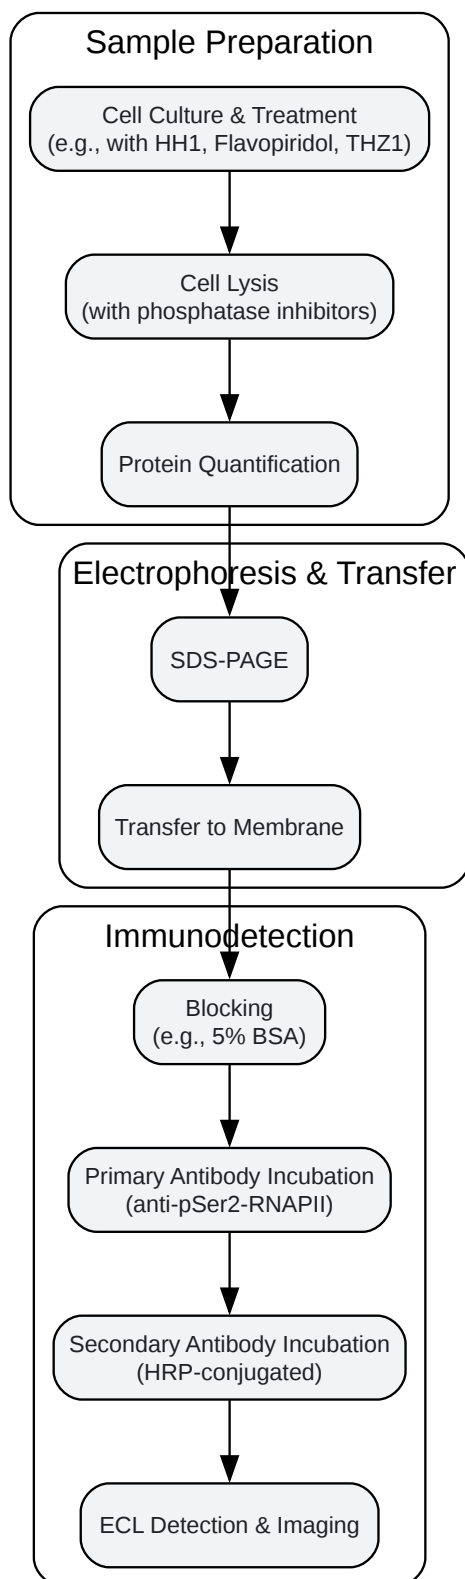 Sample Preparation
Cell Culture & Treatment
(e.g., with HH1, Flavopiridol, THZ1)
Cell Lysis
(with phosphatase inhibitors)
Protein Quantification
Electrophoresis & Transfer
SDS-PAGE
Transfer to Membrane
Immunodetection
Blocking
(e.g., 5% BSA)
Primary Antibody Incubation
(anti-pSer2-RNAPII)
Secondary Antibody Incubation
(HRP-conjugated)
ECL Detection & Imaging